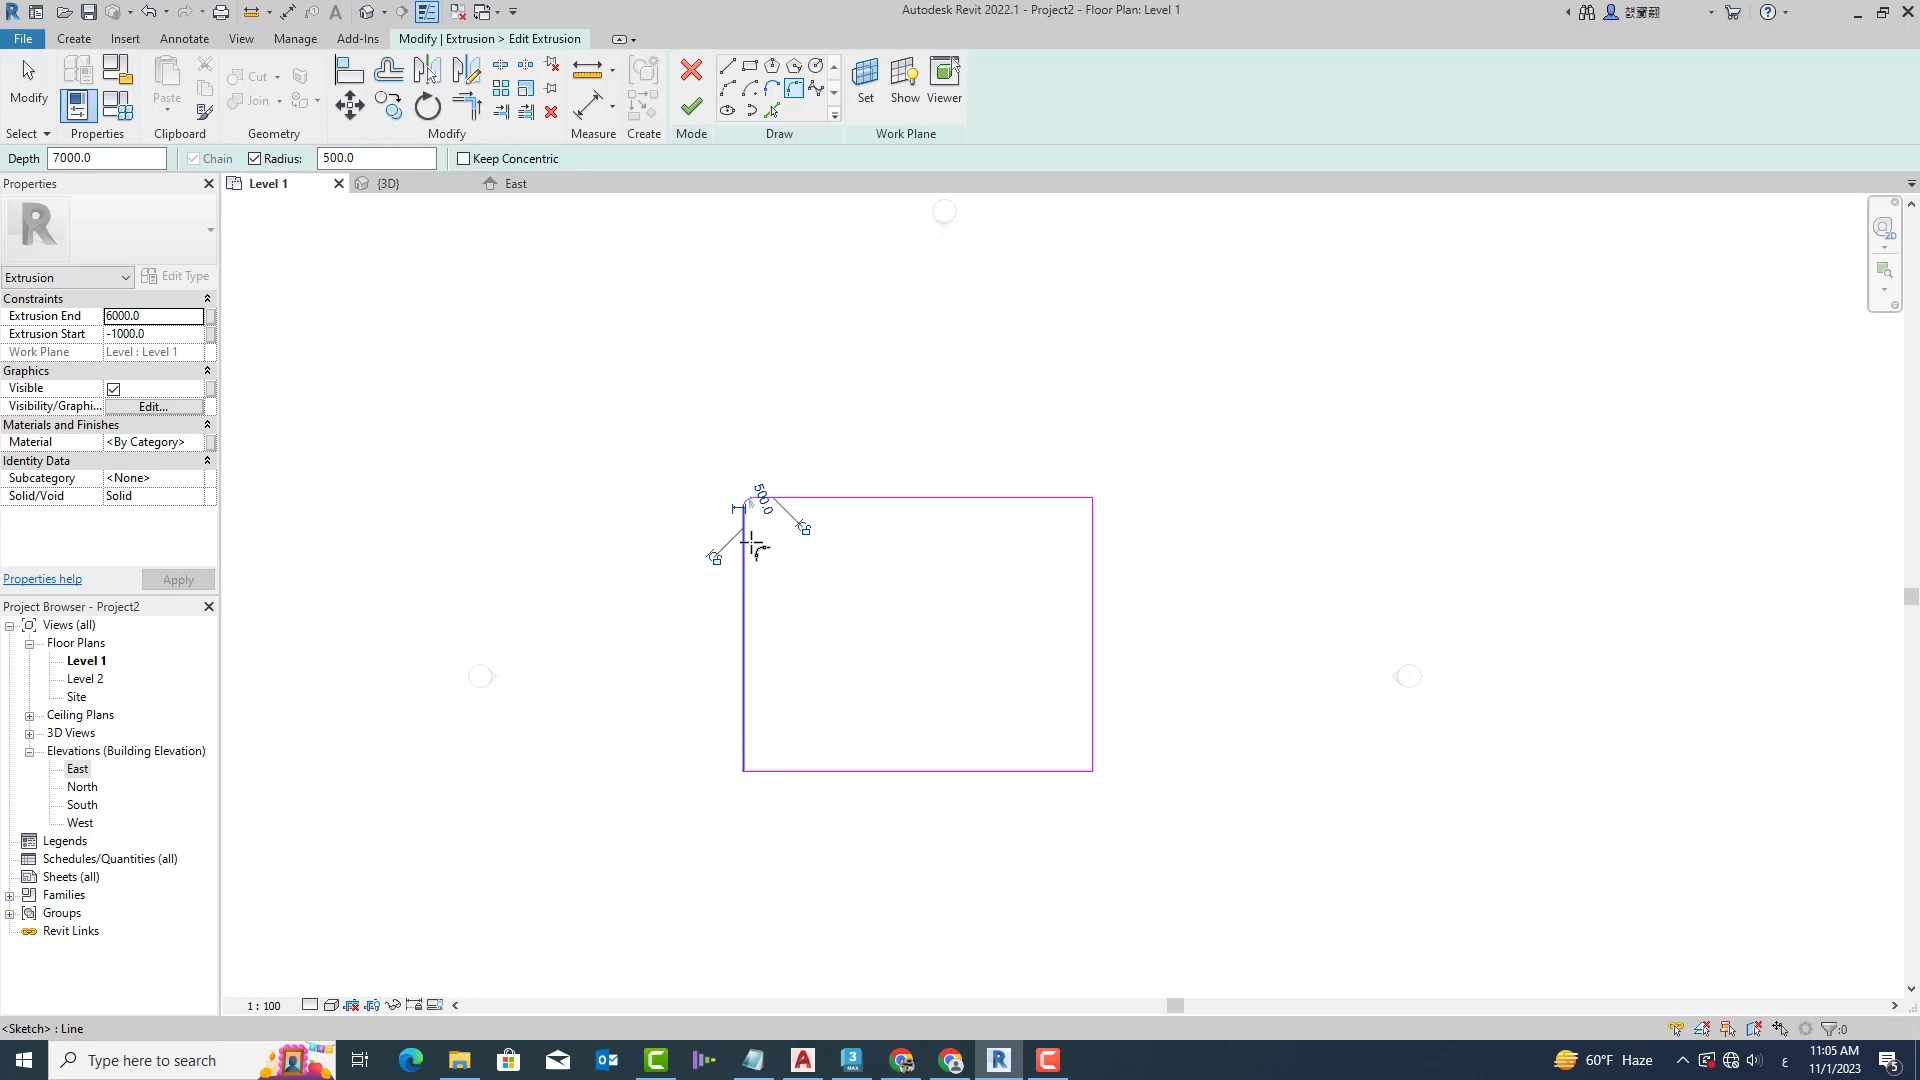 Autodesk Revit 2022.1 - Project2 - Floor Plan: Level 1
File Create Insert Annotate View Manage Add-Ins Modify | Extrusion > Edit Extrusion
Modify Paste Cut Join Set Show Viewer
Select Properties Clipboard Geometry Modify Measure Create Mode Draw Work Plane
Depth 7000.0 Chain Radius: 500.0 Keep Concentric
Properties
Level 1 {3D} East
2D
R
Extrusion Edit Type
Constraints
Extrusion End 6000.0
Extrusion Start -1000.0
Work Plane Level : Level 1
Graphics
Visible
Visibility/Graphi... Edit...
Materials and Finishes
Material <By Category>
Identity Data
Subcategory <None>
Solid/Void Solid
500.0
Properties help Apply
Project Browser - Project2
Views (all)
Floor Plans
Level 1
Level 2
Site
Ceiling Plans
3D Views
Elevations (Building Elevation)
East
North
South
West
Legends
Schedules/Quantities (all)
Sheets (all)
Families
Groups
Revit Links
1 : 100
<Sketch> : Line
:0
Type here to search
60°F Haze
ع
11:05 AM
11/1/2023
5